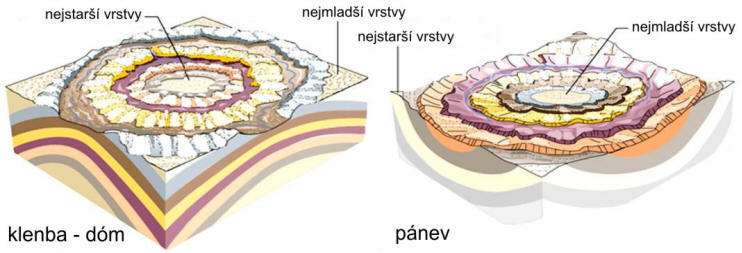 nejstarší vrstvy
nejmladší vrstvy
klenba - dóm
nejstarší vrstvy
nejmladší vrstvy
pánev